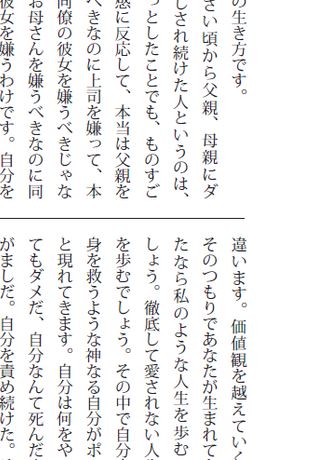 の生き方です。
さい頃から父親、母親にダ
しされ続けた人というのは、
っとしたことでも、ものすご
感に反応して、本当は父親を
べきなのに上司を嫌って、本
同僚の彼女を嫌うべきじゃな
お母さんを嫌うべきなのに同
彼女を嫌うわけです。自分を
違います。価値観を越えていく
そのつもりであなたが生まれて
たなら私のような人生を歩む
しょう。徹底して愛されない人
を歩むでしょう。その中で自分
身を救うような神なる自分がポ
と現れてきます。自分は何をや
てもダメだ、自分なんて死んだ
がましだ。自分を責め続けた。